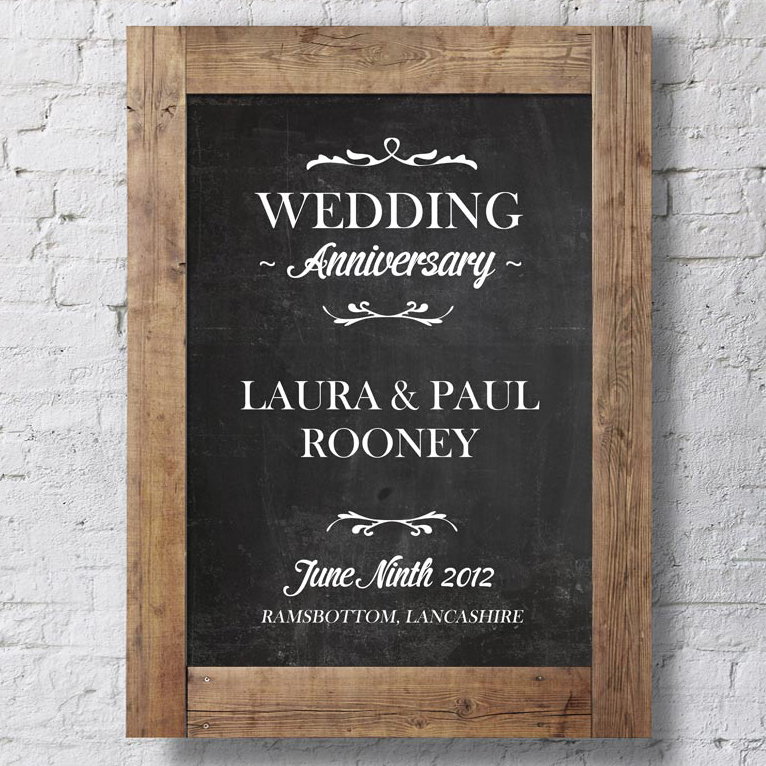 WEDDING
~ Anniversary ~
LAURA & PAUL
ROONEY
June Ninth 2012
RAMSBOTTOM, LANCASHIRE